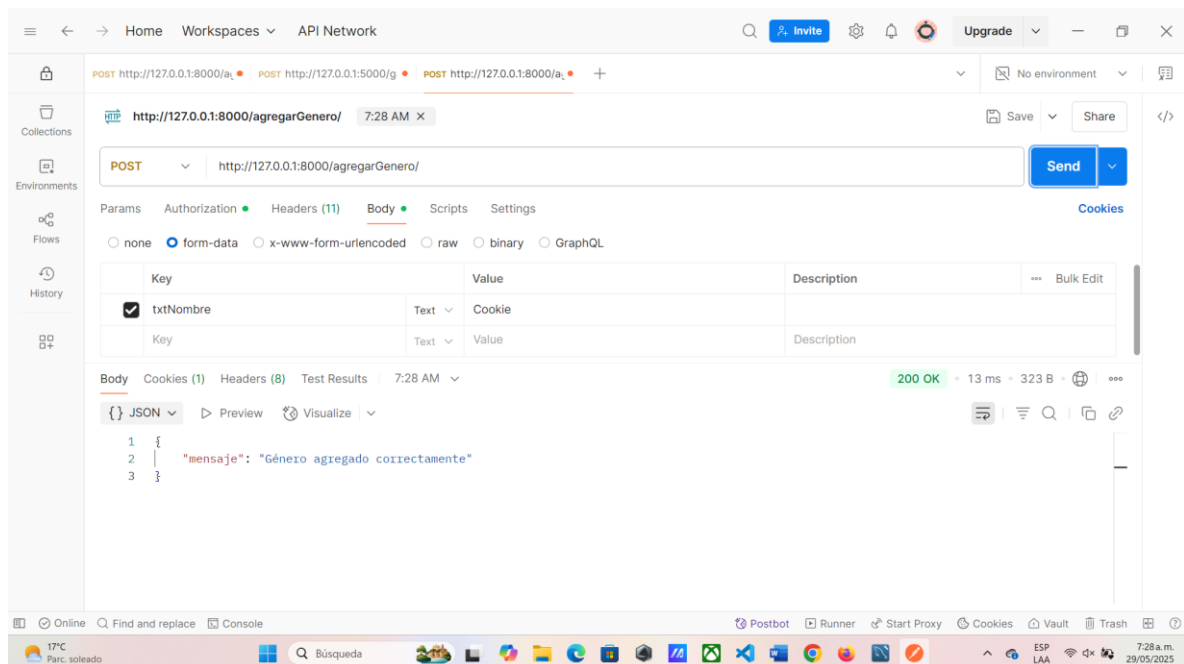 Home Workspaces API Network Invite Upgrade
POST http://127.0.0.1:8000/a POST http://127.0.0.1:5000/g POST http://127.0.0.1:8000/a No environment
Collections
HTTP http://127.0.0.1:8000/agregarGenero/ 7:28 AM Save Share
POST http://127.0.0.1:8000/agregarGenero/ Send
Environments
Params Authorization Headers (11) Body Scripts Settings Cookies
Flows
none form-data x-www-form-urlencoded raw binary GraphQL
History
Key Value Description Bulk Edit
txtNombre Text Cookie
Key Text Value Description
Body Cookies (1) Headers (8) Test Results 7:28 AM 200 OK 13 ms 323 B
{} JSON Preview Visualize
1 {
2 "mensaje": "Género agregado correctamente"
3 }
Online Find and replace Console Postbot Runner Start Proxy Cookies Vault Trash
17°C
Parc. soleado
Búsqueda
ESP
LAA
7:28 a. m.
29/05/2025